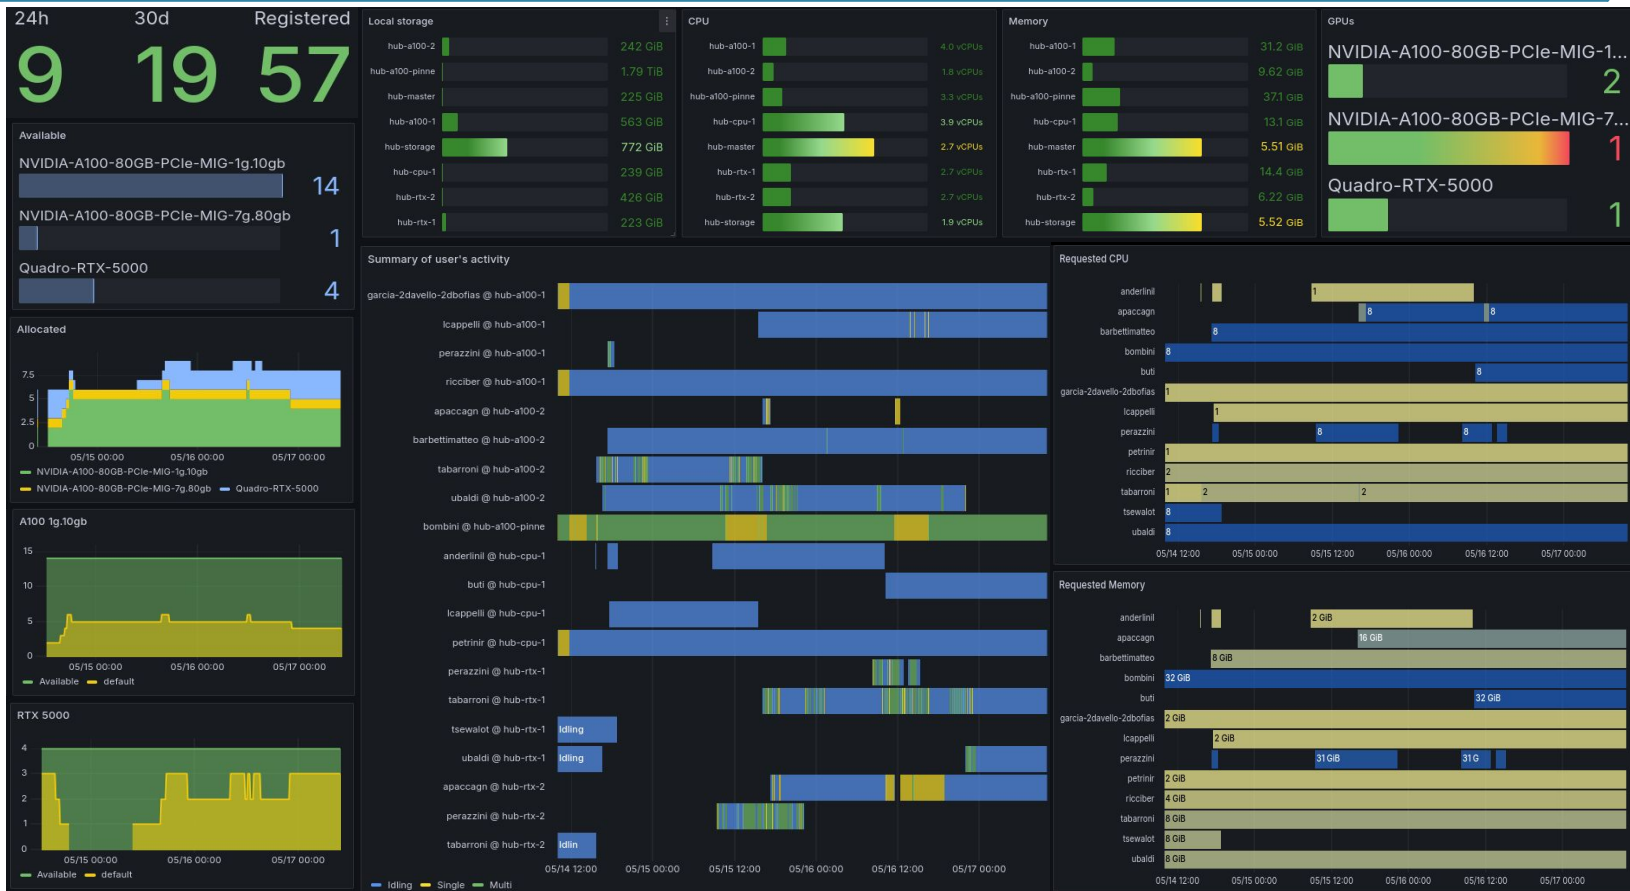 24h 30d Registered
9 19 57
Available
NVIDIA-A100-80GB-PCIe-MIG-1g.10gb
14
NVIDIA-A100-80GB-PCIe-MIG-7g.80gb
1
Quadro-RTX-5000
4
Allocated
7.5
5
2.5
0
05/15 00:00 05/16 00:00 05/17 00:00
NVIDIA-A100-80GB-PCIe-MIG-1g.10gb
NVIDIA-A100-80GB-PCIe-MIG-7g.80gb Quadro-RTX-5000
A100 1g.10gb
15
10
5
0
05/15 00:00 05/16 00:00 05/17 00:00
Available default
RTX 5000
4
3
2
1
0
05/15 00:00 05/16 00:00 05/17 00:00
Available default
Local storage
hub-a100-2 242 GiB
hub-a100-pinne 1.79 TiB
hub-master 225 GiB
hub-a100-1 563 GiB
hub-storage 772 GiB
hub-cpu-1 239 GiB
hub-rtx-2 426 GiB
hub-rtx-1 223 GiB
CPU
hub-a100-1 4.0 vCPUs
hub-a100-2 1.8 vCPUs
hub-a100-pinne 3.3 vCPUs
hub-cpu-1 3.9 vCPUs
hub-master 2.7 vCPUs
hub-rtx-1 2.7 vCPUs
hub-rtx-2 2.7 vCPUs
hub-storage 1.9 vCPUs
Memory
hub-a100-1 31.2 GiB
hub-a100-2 9.62 GiB
hub-a100-pinne 37.1 GiB
hub-cpu-1 13.1 GiB
hub-master 5.51 GiB
hub-rtx-1 14.4 GiB
hub-rtx-2 6.22 GiB
hub-storage 5.52 GiB
GPUs
NVIDIA-A100-80GB-PCIe-MIG-1...
2
NVIDIA-A100-80GB-PCIe-MIG-7...
1
Quadro-RTX-5000
1
Summary of user's activity
garcia-2davello-2dbofias @ hub-a100-1
lcappelli @ hub-a100-1
perazzini @ hub-a100-1
ricciber @ hub-a100-1
apaccagn @ hub-a100-2
barbettimatteo @ hub-a100-2
tabarroni @ hub-a100-2
ubaldi @ hub-a100-2
bombini @ hub-a100-pinne
anderlinil @ hub-cpu-1
buti @ hub-cpu-1
lcappelli @ hub-cpu-1
petrinir @ hub-cpu-1
perazzini @ hub-rtx-1
tabarroni @ hub-rtx-1
tsewalot @ hub-rtx-1 Idling
ubaldi @ hub-rtx-1 Idling
apaccagn @ hub-rtx-2
perazzini @ hub-rtx-2
tabarroni @ hub-rtx-2 Idlin
05/14 12:00 05/15 00:00 05/15 12:00 05/16 00:00 05/16 12:00 05/17 00:00
Idling Single Multi
Requested CPU
anderlinil 1
apaccagn 8 8
barbettimatteo 8
bombini 8
buti 8
garcia-2davello-2dbofias 1
lcappelli 1
perazzini 8 8
petrinir 1
ricciber 2
tabarroni 1 2 2
tsewalot 8
ubaldi 8
05/14 12:00 05/15 00:00 05/15 12:00 05/16 00:00 05/16 12:00 05/17 00:00
Requested Memory
anderlinil 2 GiB
apaccagn 16 GiB
barbettimatteo 8 GiB
bombini 32 GiB
buti 32 GiB
garcia-2davello-2dbofias 2 GiB
lcappelli 2 GiB
perazzini 31 GiB 31 G
petrinir 2 GiB
ricciber 4 GiB
tabarroni 8 GiB
tsewalot 8 GiB
ubaldi 8 GiB
05/14 12:00 05/15 00:00 05/15 12:00 05/16 00:00 05/16 12:00 05/17 00:00